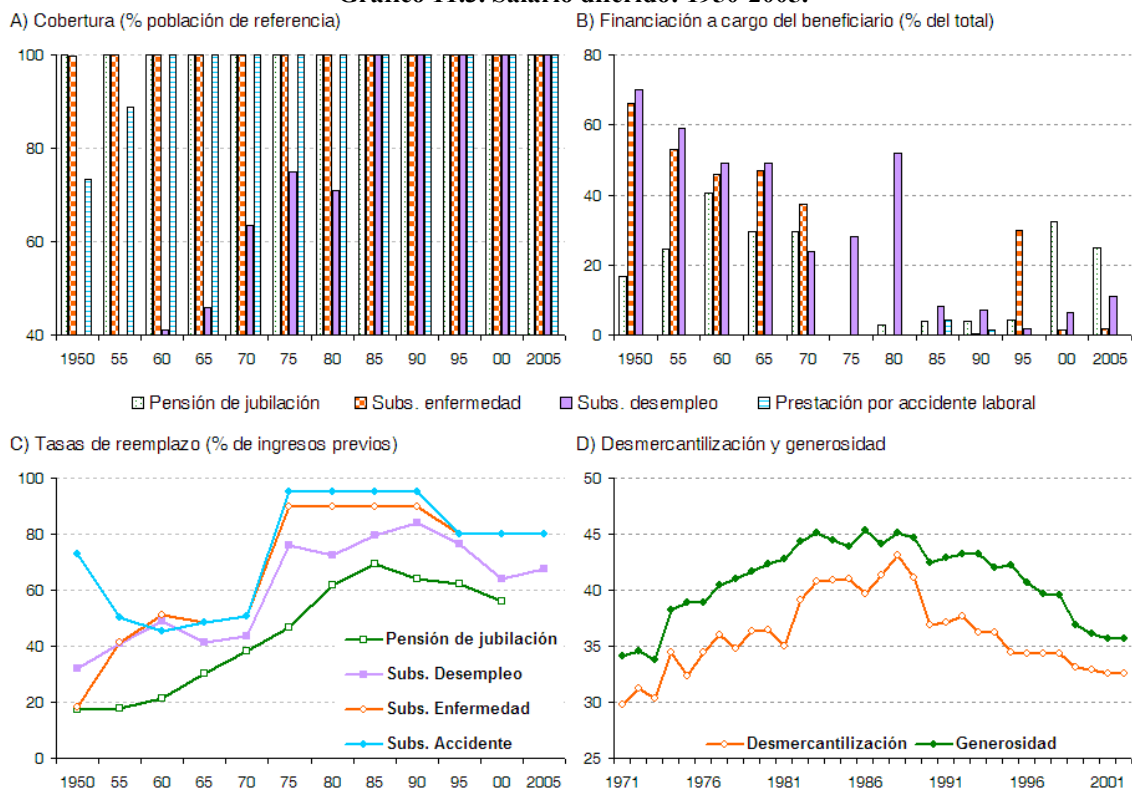 Gráfico Salario diferido. 1950-2005.
A) Cobertura (% población de referencia)
100
80
60
40
1950 55 60 65 70 75 80 85 90 95 00 2005
B) Financiación a cargo del beneficiario (% del total)
80
60
40
20
0
1950 55 60 65 70 75 80 85 90 95 00 2005
Pensión de jubilación Subs. enfermedad Subs. desempleo Prestación por accidente laboral
C) Tasas de reemplazo (% de ingresos previos)
100
80
60
40
20
0
Pensión de jubilación
Subs. Desempleo
Subs. Enfermedad
Subs. Accidente
1950 55 60 65 70 75 80 85 90 95 00 2005
D) Desmercantilización y generosidad
50
45
40
35
30
25
Desmercantilización Generosidad
1971 1976 1981 1986 1991 1996 2001